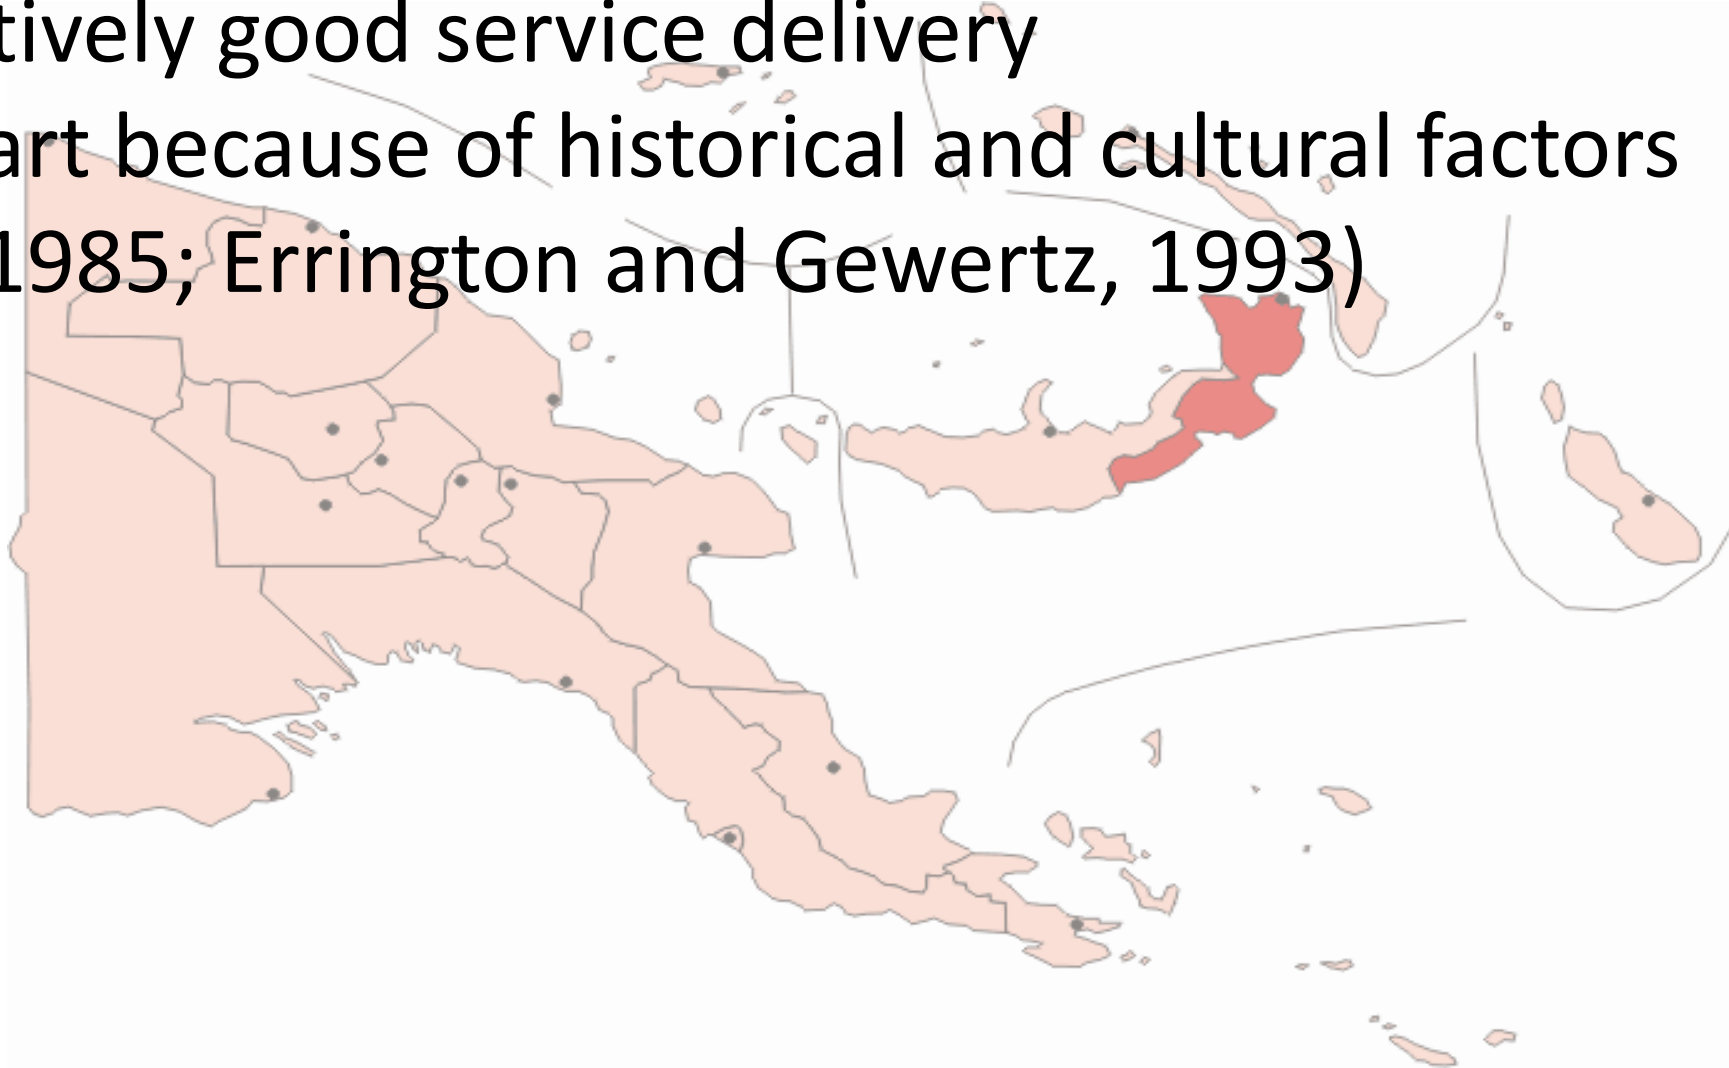 tively good service delivery
art because of historical and cultural factors
1985; Errington and Gewertz, 1993)